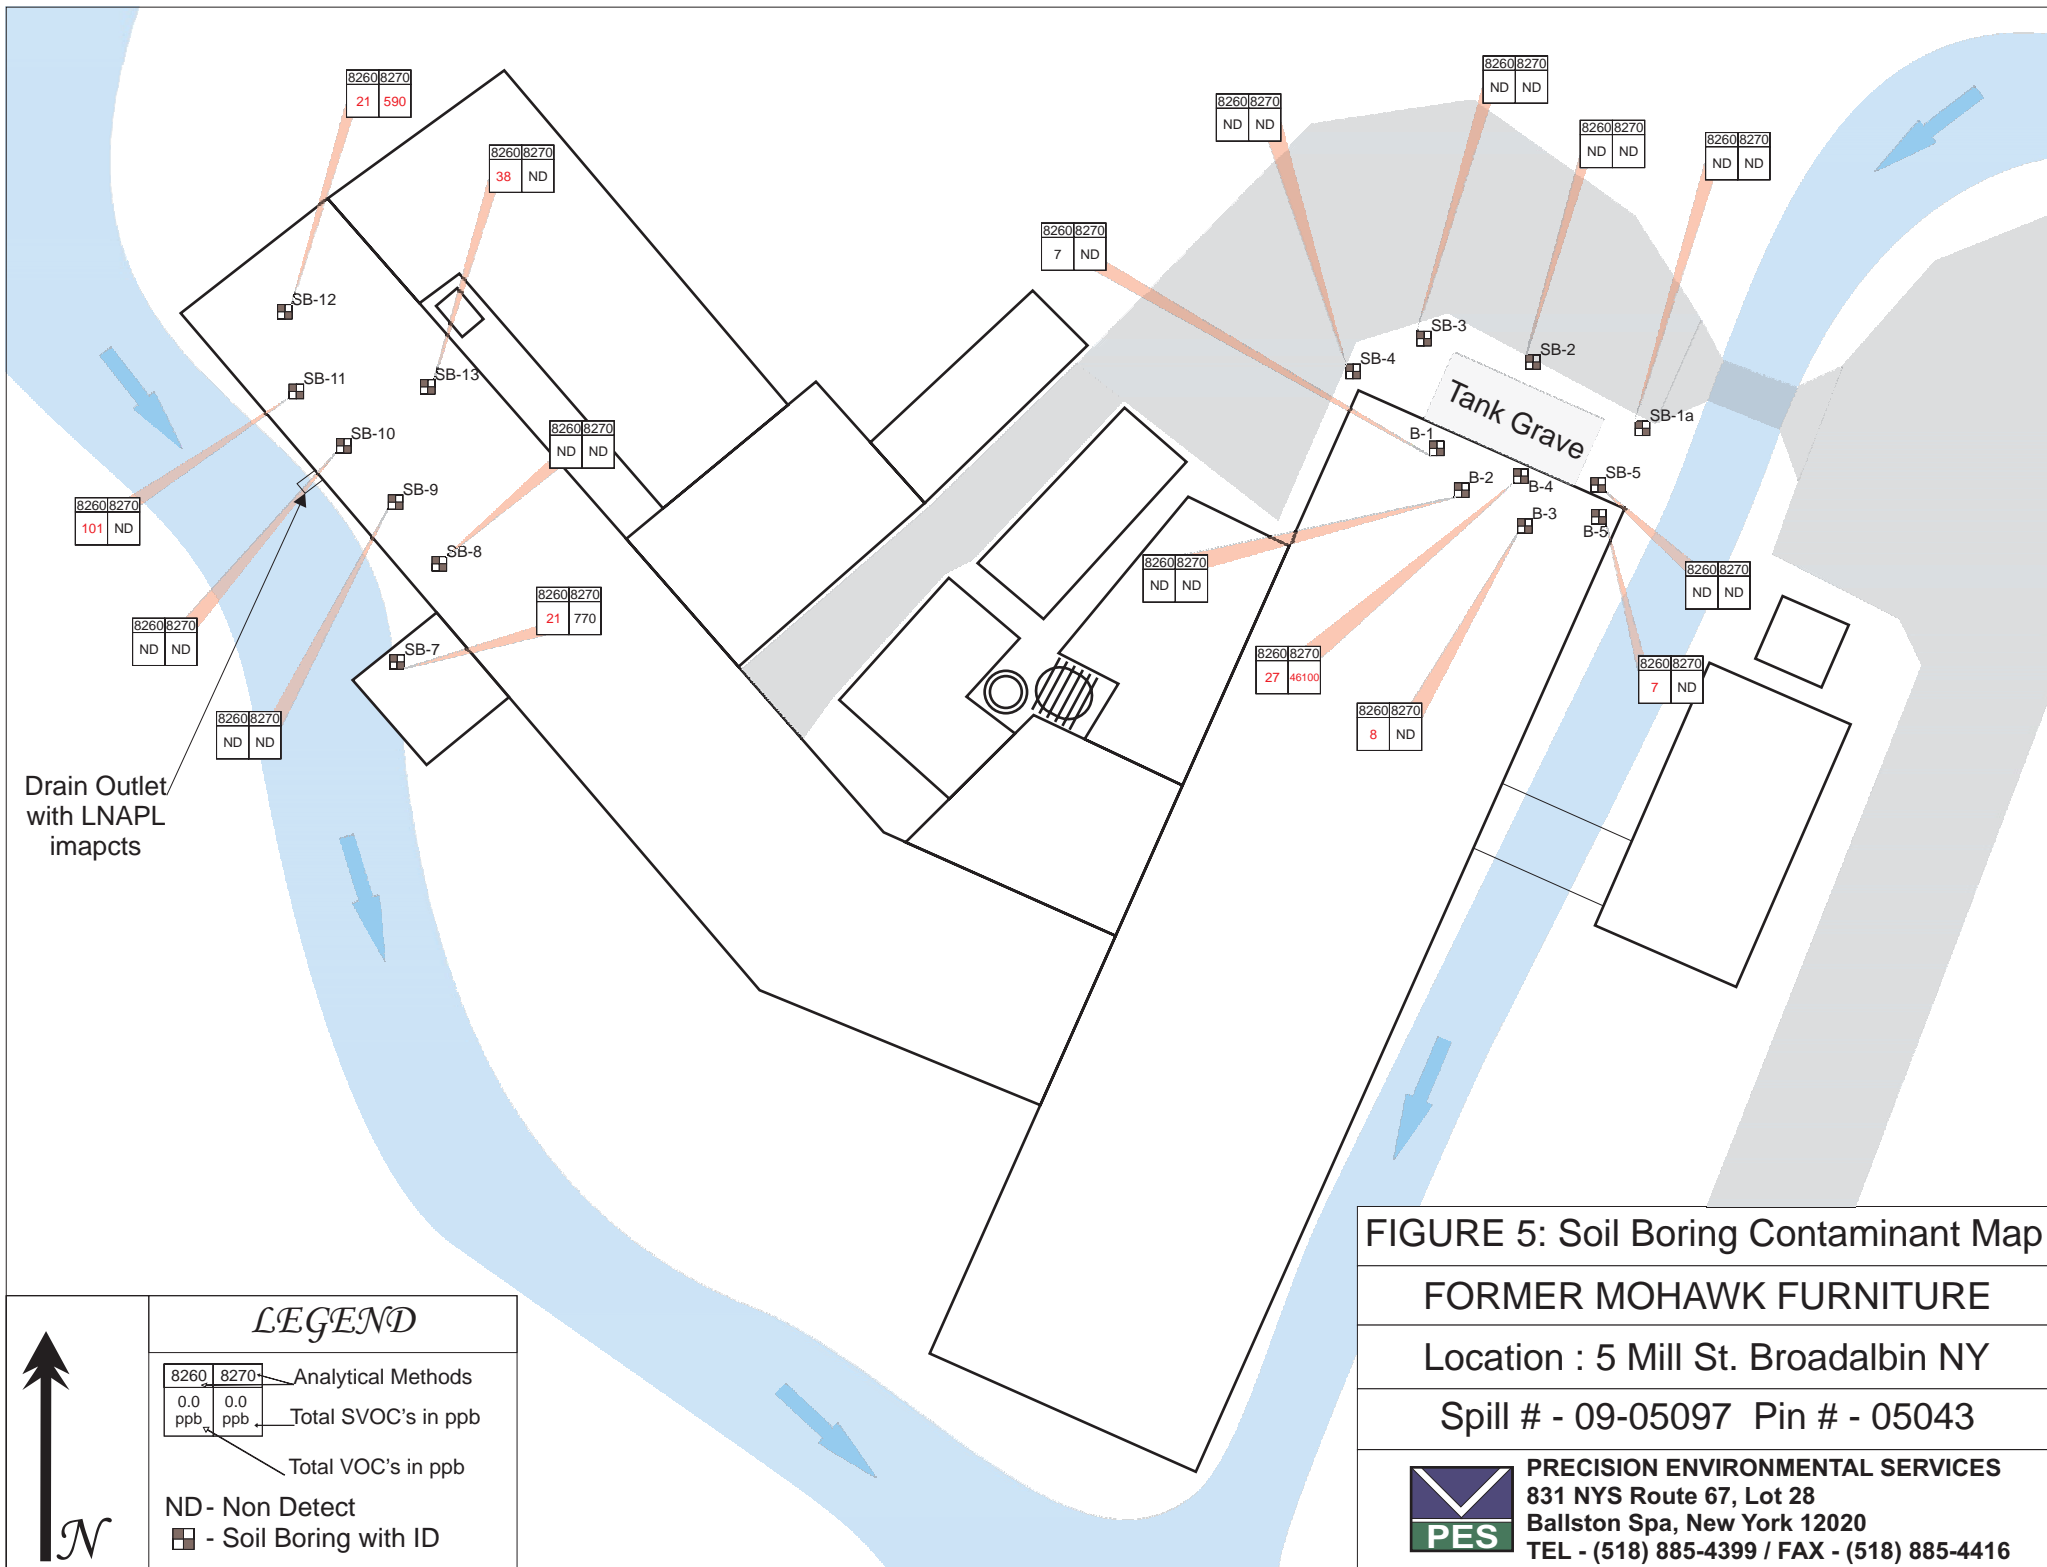 8260 8270
21 590
8260 8270
38 ND
8260 8270
ND ND
8260 8270
ND ND
8260 8270
ND ND
8260 8270
ND ND
8260 8270
7 ND
SB-12
SB-11
SB-13
SB-10
SB-9
SB-8
SB-7
SB-4
SB-3
SB-2
SB-1a
Tank Grave
B-1
B-2
B-4
SB-5
B-3
B-5
8260 8270
ND ND
8260 8270
101 ND
8260 8270
ND ND
8260 8270
21 770
8260 8270
ND ND
8260 8270
ND ND
8260 8270
ND ND
8260 8270
27 46100
8260 8270
8 ND
8260 8270
7 ND
Drain Outlet
with LNAPL
imapcts
8260 8270
ND ND
LEGEND
8260 8270
Analytical Methods
0.0 0.0
ppb ppb
Total SVOC's in ppb
Total VOC's in ppb
ND - Non Detect
- Soil Boring with ID
N
FIGURE 5: Soil Boring Contaminant Map
FORMER MOHAWK FURNITURE
Location : 5 Mill St. Broadalbin NY
Spill # - 09-05097 Pin # - 05043
PES
PRECISION ENVIRONMENTAL SERVICES
831 NYS Route 67, Lot 28
Ballston Spa, New York 12020
TEL - (518) 885-4399 / FAX - (518) 885-4416